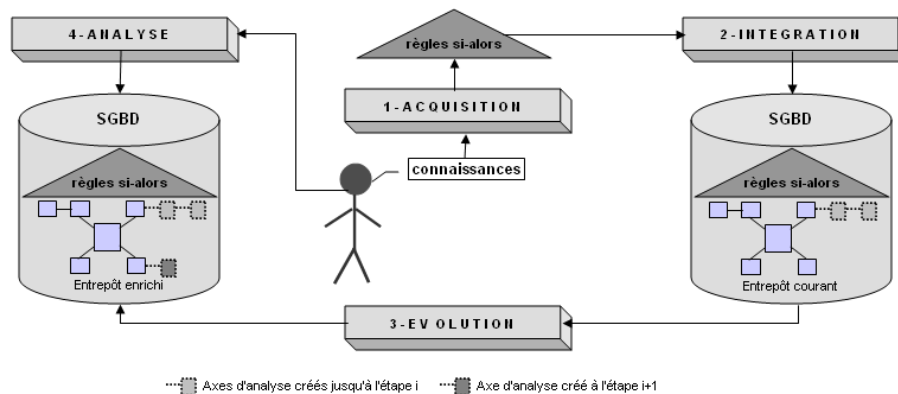 4-ANALYSE
règles si-alors
2-INTEGRATION
1-ACQUISITION
SGBD
SGBD
connaissances
règles si-alors
règles si-alors
Entrepôt enrichi
Entrepôt courant
3-EVOLUTION
Axes d'analyse créés jusqu'à l'étape i
Axe d'analyse créé à l'étape i+1